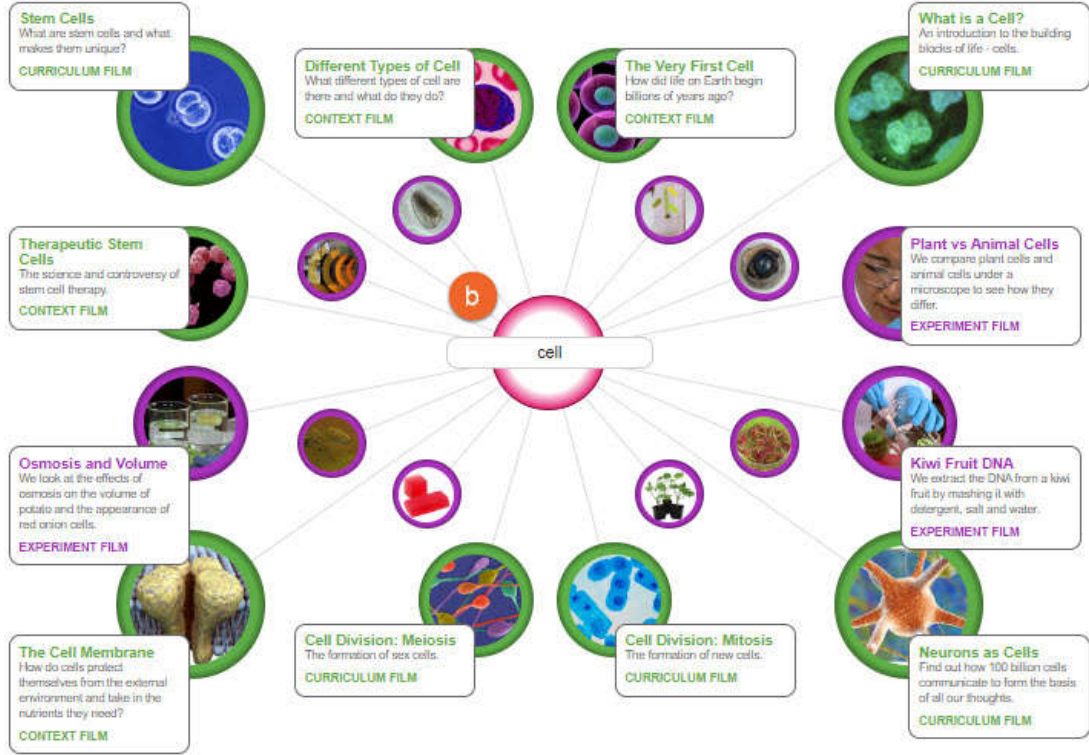 Stem Cells
What are stem cells and what
makes them unique?
CURRICULUM FILM
Different Types of Cell
What different types of cell are
there and what do they do?
CONTEXT FILM
The Very First Cell
How did life on Earth begin
billions of years ago?
CONTEXT FILM
What is a Cell?
An introduction to the building
blocks of life - cells.
CURRICULUM FILM
Therapeutic Stem
Cells
The science and controversy of
stem cell therapy.
CONTEXT FILM
b
cell
Plant vs Animal Cells
We compare plant cells and
animal cells under a
microscope to see how they
differ.
EXPERIMENT FILM
Osmosis and Volume
We look at the effects of
osmosis on the volume of
potato and the appearance of
red onion cells.
EXPERIMENT FILM
Kiwi Fruit DNA
We extract the DNA from a kiwi
fruit by mashing it with
detergent, salt and water.
EXPERIMENT FILM
The Cell Membrane
How do cells protect
themselves from the external
environment and take in the
nutrients they need?
CONTEXT FILM
Cell Division: Meiosis
The formation of sex cells.
CURRICULUM FILM
Cell Division: Mitosis
The formation of new cells.
CURRICULUM FILM
Neurons as Cells
Find out how 100 billion cells
communicate to form the basis
of all our thoughts.
CURRICULUM FILM